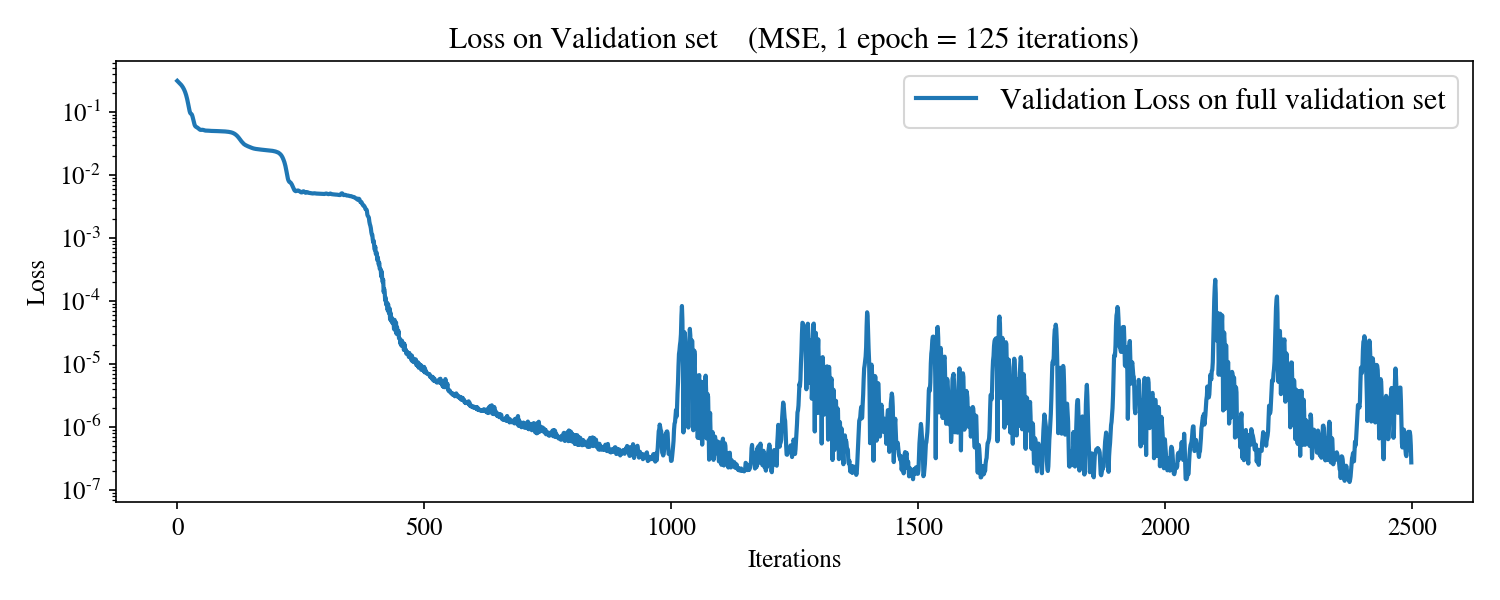 Loss on Validation set    (MSE, 1 epoch = 125 iterations)
Validation Loss on full validation set
10⁻¹
10⁻²
10⁻³
10⁻⁴
10⁻⁵
10⁻⁶
10⁻⁷
Loss
0 500 1000 1500 2000 2500
Iterations